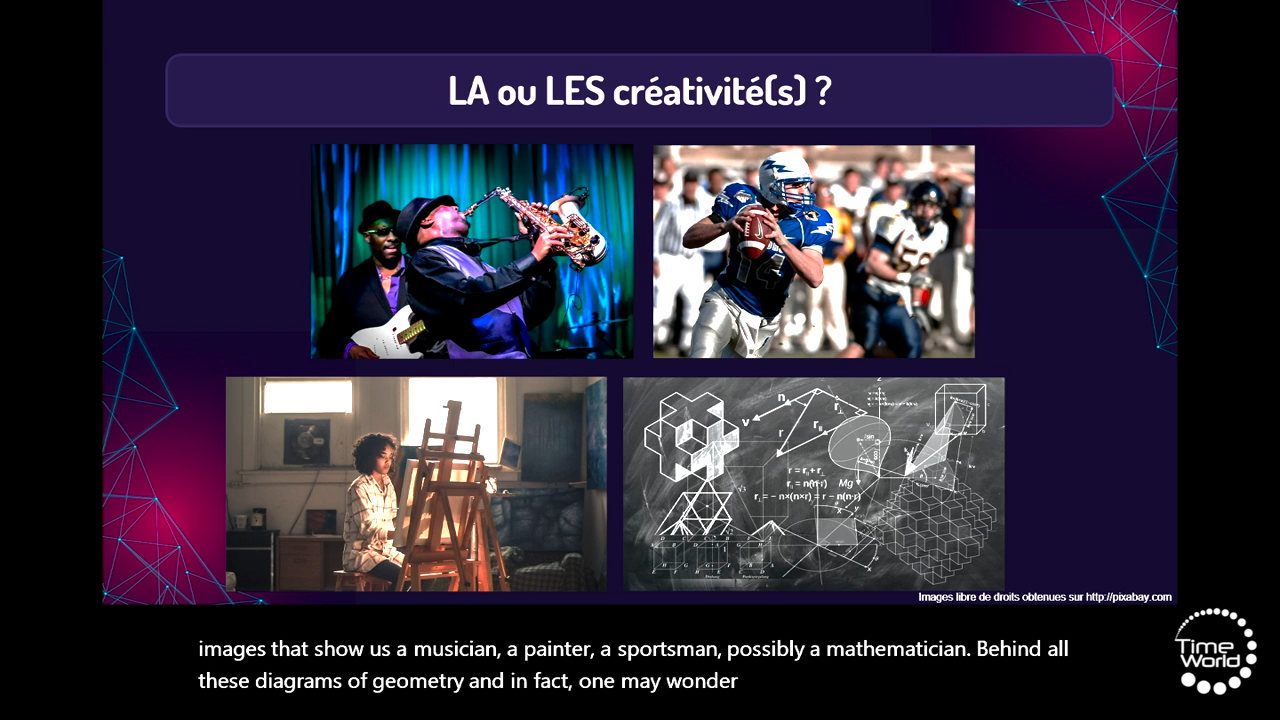 LA ou LES créativité(s) ?
n
v
r
r = r
Mg
Images libre de droits obtenues sur http://pixabay.com
images that show us a musician, a painter, a sportsman, possibly a mathematician. Behind all
these diagrams of geometry and in fact, one may wonder
Time
World